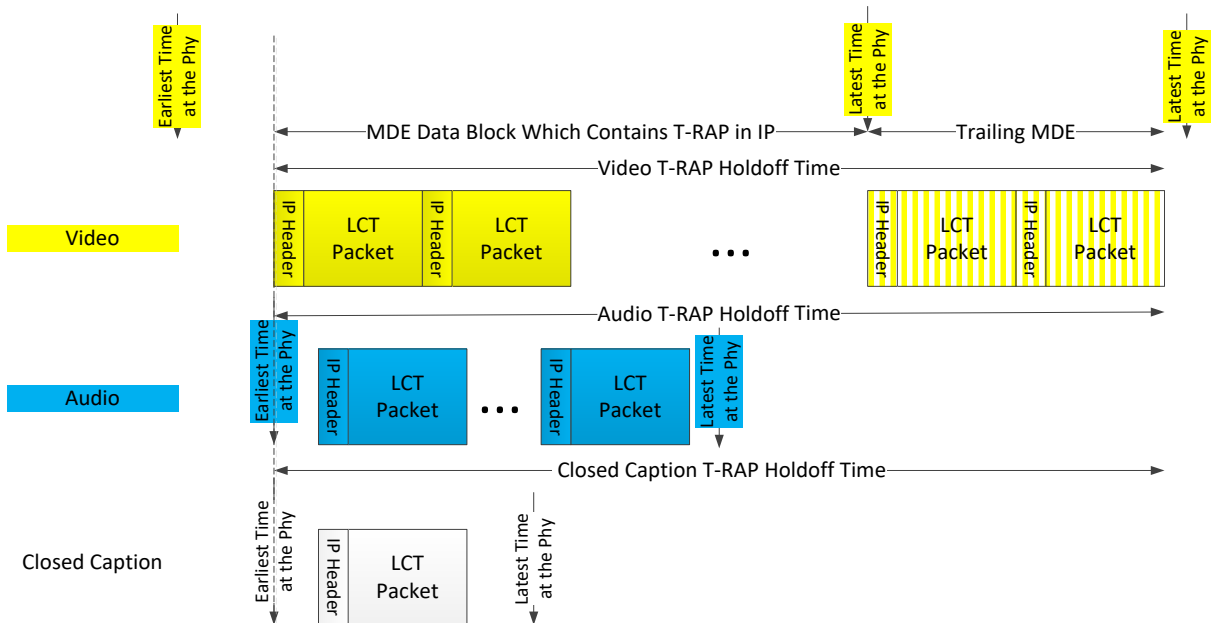 Earliest Time
at the Phy
Latest Time
at the Phy
Latest Time
at the Phy
MDE Data Block Which Contains T-RAP in IP
Trailing MDE
Video T-RAP Holdoff Time
Video
IP Header
LCT
Packet
IP Header
LCT
Packet
...
IP Header
LCT
Packet
IP Header
LCT
Packet
Audio T-RAP Holdoff Time
Audio
Earliest Time
at the Phy
IP Header
LCT
Packet
...
IP Header
LCT
Packet
Latest Time
at the Phy
Closed Caption T-RAP Holdoff Time
Closed Caption
Earliest Time
at the Phy
IP Header
LCT
Packet
Latest Time
at the Phy